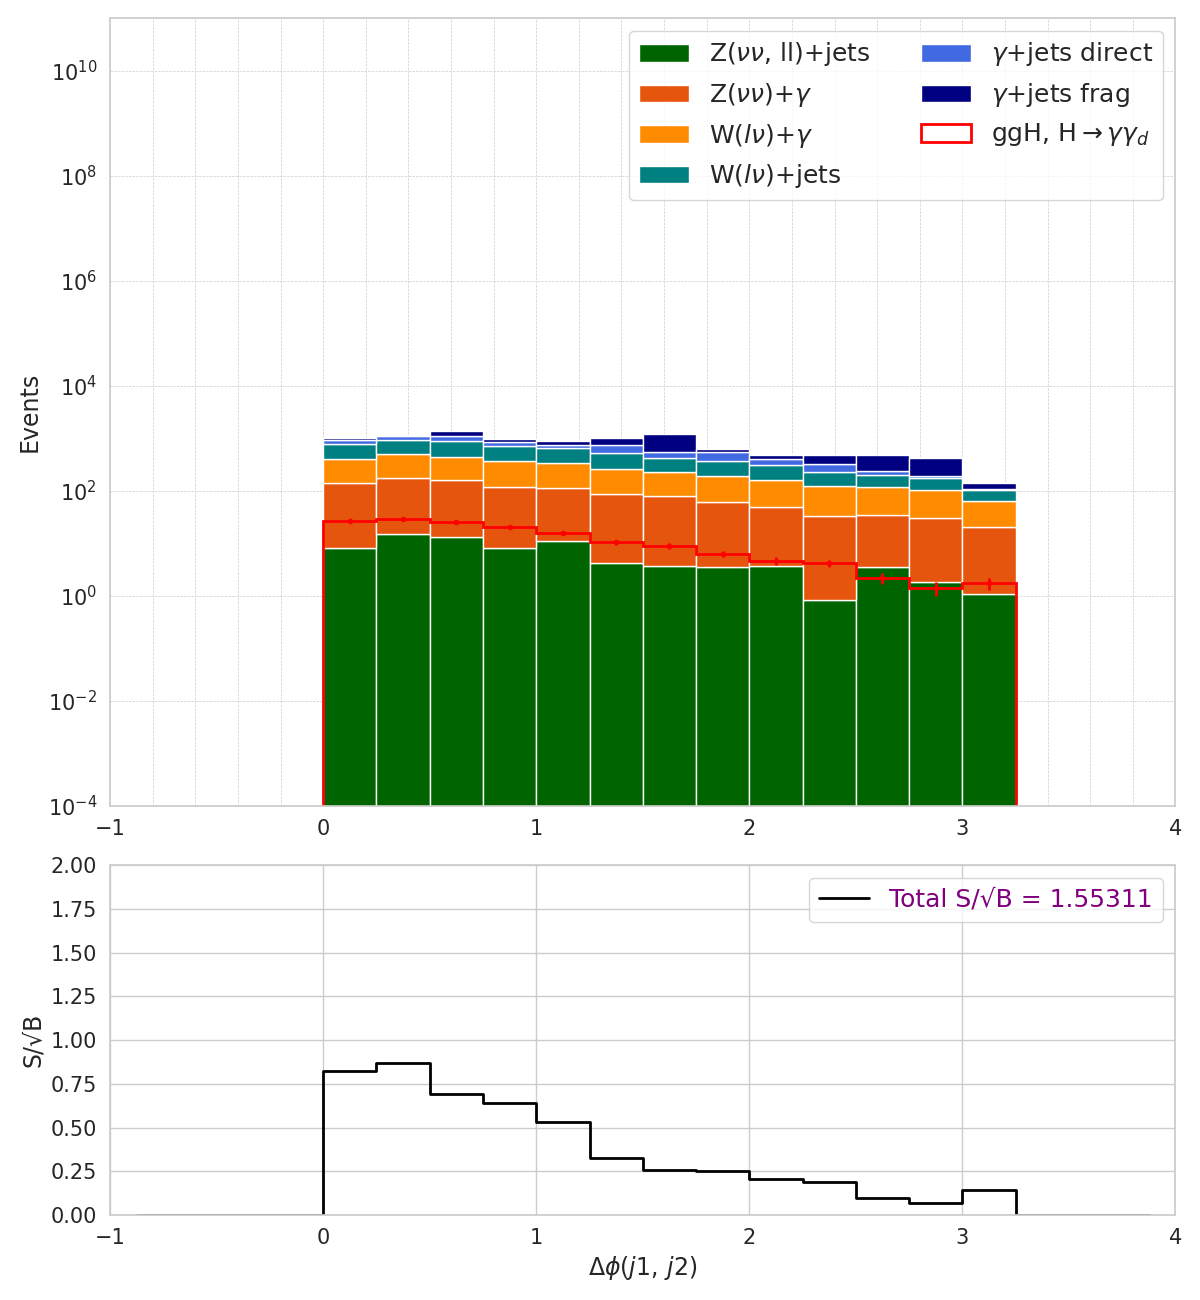 Z(νν, ll)+jets
Z(νν)+γ
W(lν)+γ
W(lν)+jets
γ+jets direct
γ+jets frag
ggH, H→γγ_d
Events
10^10
10^8
10^6
10^4
10^2
10^0
10^−2
10^−4
−1 0 1 2 3 4
Total S/√B = 1.55311
S/√B
2.00
1.75
1.50
1.25
1.00
0.75
0.50
0.25
0.00
−1 0 1 2 3 4
Δϕ(j1, j2)